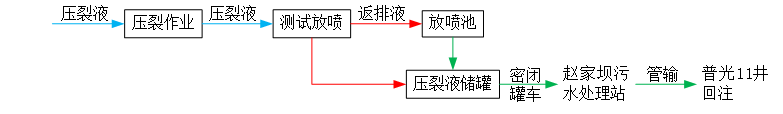 压裂液
压裂作业
压裂液
测试放喷
返排液
放喷池
压裂液储罐
密闭
罐车
赵家坝污
水处理站
管输
普光11井
回注